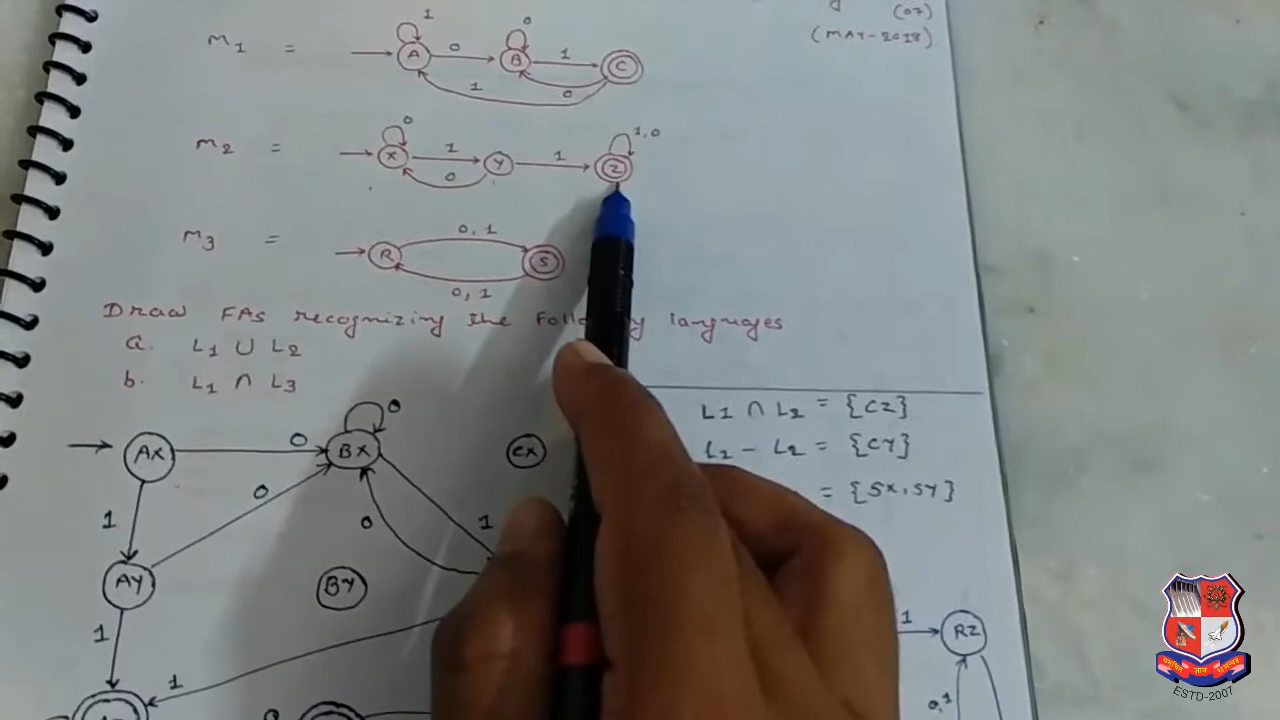 (07)
(MAY-2018)
M1 =
1
0
0
1
A
B
C
1
0
M2 =
0
1
1
1,0
X
Y
Z
0
M3 =
0, 1
R
S
0, 1
Draw FAs recognizing the languages
a. L1 U L2
b. L1 ∩ L3
L1 ∩ L2 = {CZ}
L2 = {CY}
= {SX, SY}
AX
0
BX
0
CX
1
0
0
1
AY
BY
1
1
1
RZ
0,1
ESTD-2007